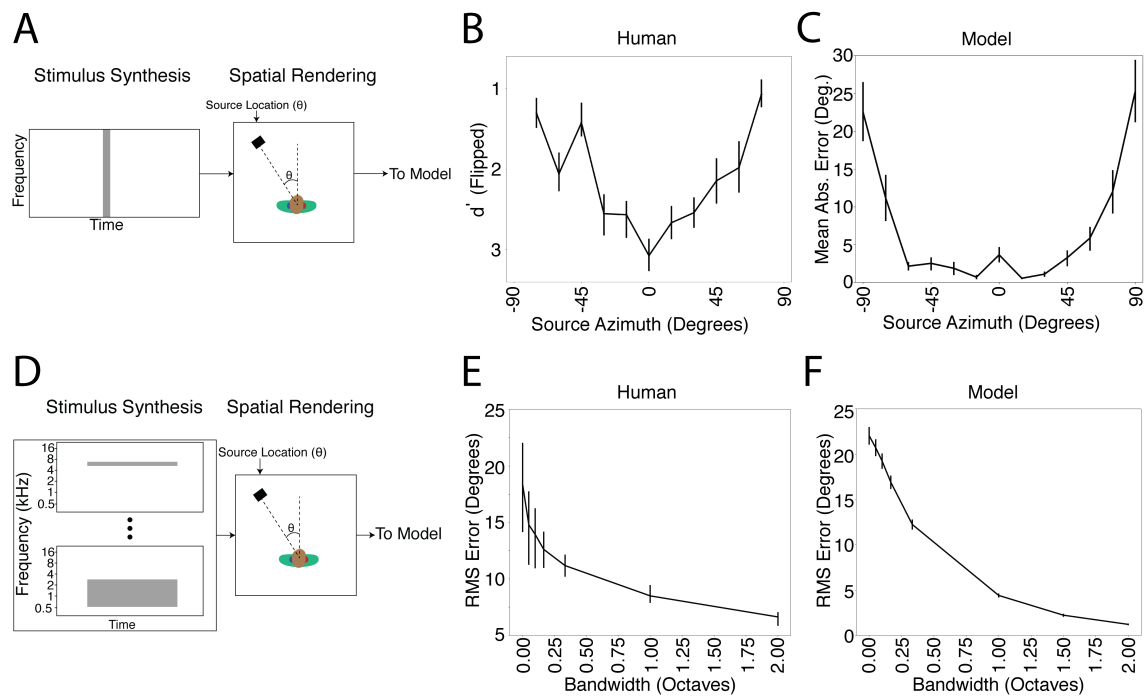 A
Stimulus Synthesis
Spatial Rendering
Source Location (θ)
Frequency
Time
θ
To Model
B
Human
d' (Flipped)
1
2
3
-90
-45
0
45
90
Source Azimuth (Degrees)
C
Model
Mean Abs. Error (Deg.)
30
25
20
15
10
5
0
-90
-45
0
45
90
Source Azimuth (Degrees)
D
Stimulus Synthesis
Spatial Rendering
Source Location (θ)
Frequency (kHz)
16
8
4
2
1
0.5
16
8
4
2
1
0.5
Time
θ
To Model
E
Human
RMS Error (Degrees)
25
20
15
10
5
0.00
0.25
0.50
0.75
1.00
1.25
1.50
1.75
2.00
Bandwidth (Octaves)
F
Model
RMS Error (Degrees)
25
20
15
10
5
0
0.00
0.25
0.50
0.75
1.00
1.25
1.50
1.75
2.00
Bandwidth (Octaves)